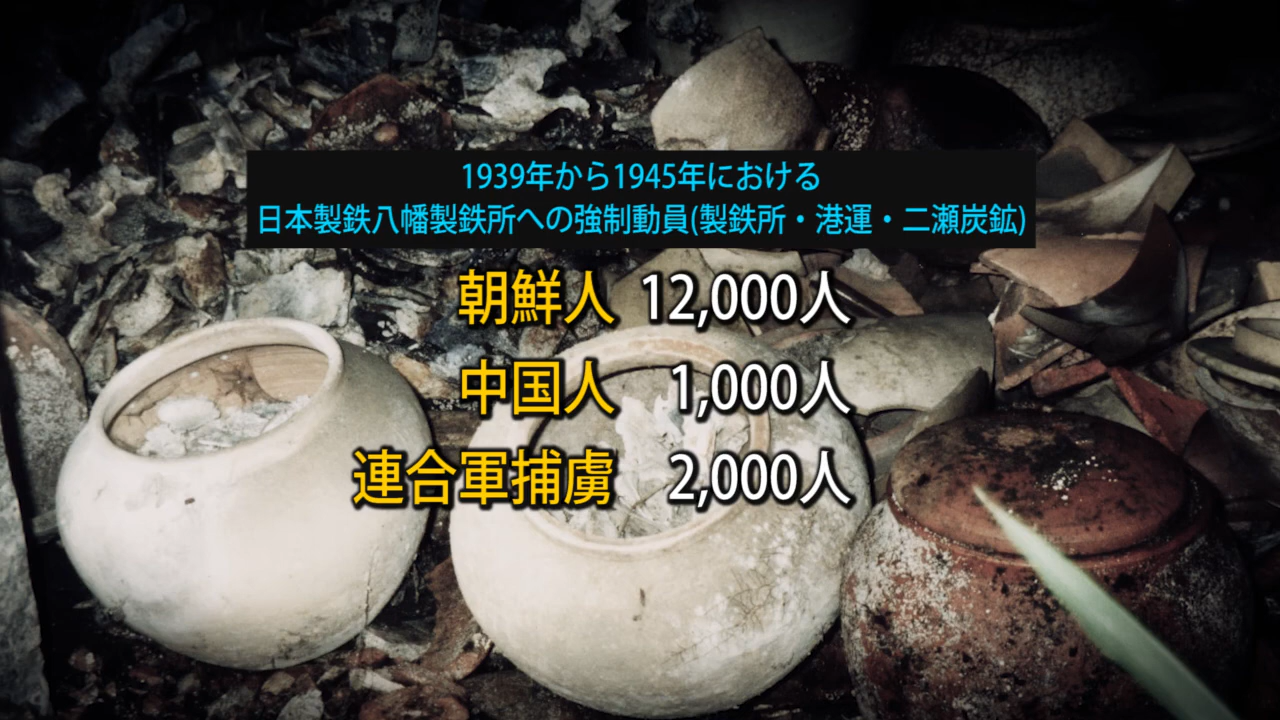 1939年から1945年における
日本製鉄八幡製鉄所への強制動員(製鉄所・港運・二瀬炭鉱)
朝鮮人 12,000人
中国人 1,000人
連合軍捕虜 2,000人